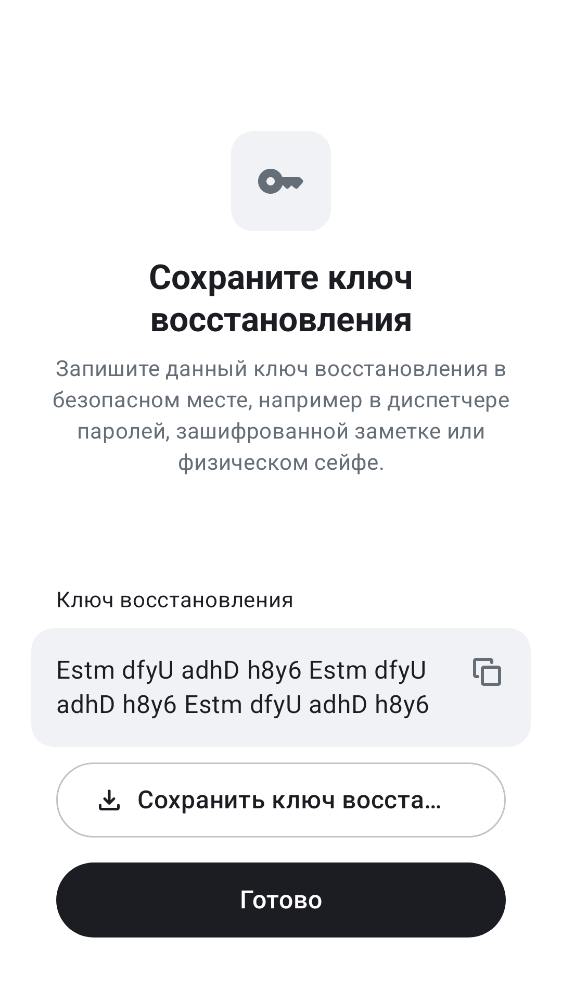 Сохраните ключ
восстановления
Запишите данный ключ восстановления в
безопасном месте, например в диспетчере
паролей, зашифрованной заметке или
физическом сейфе.
Ключ восстановления
Estm dfyU adhD h8y6 Estm dfyU
adhD h8y6 Estm dfyU adhD h8y6
Сохранить ключ восста…
Готово